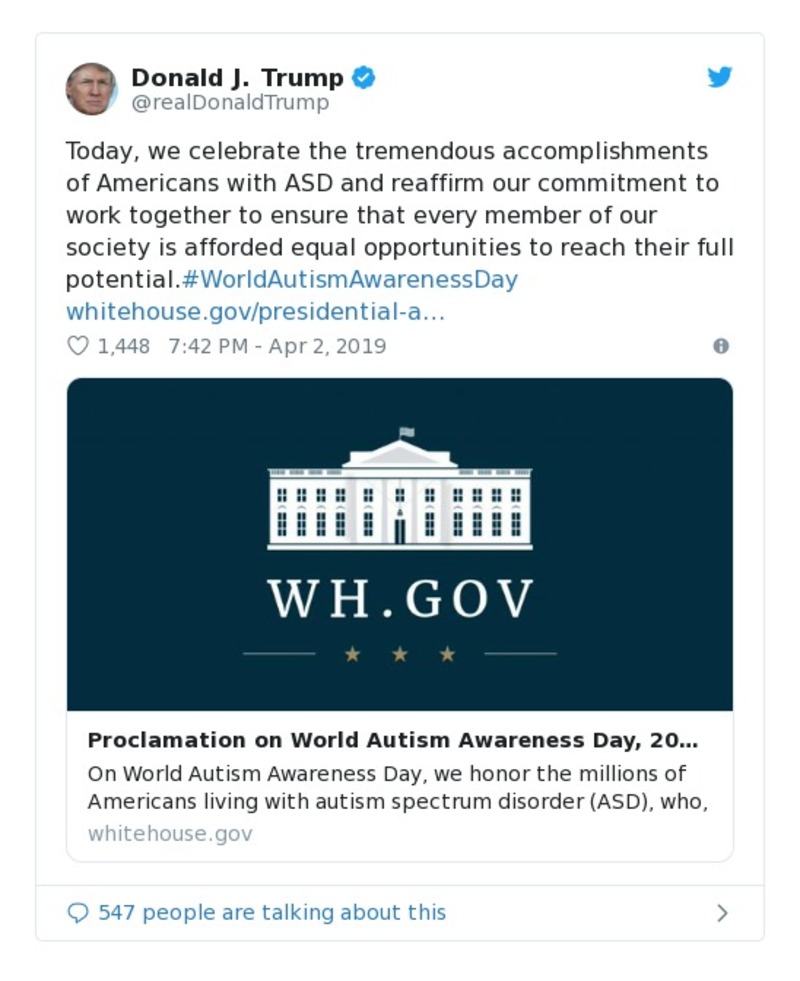 Donald J. Trump
@realDonaldTrump
Today, we celebrate the tremendous accomplishments
of Americans with ASD and reaffirm our commitment to
work together to ensure that every member of our
society is afforded equal opportunities to reach their full
potential.#WorldAutismAwarenessDay
whitehouse.gov/presidential-a…
1,448 7:42 PM - Apr 2, 2019
WH.GOV
Proclamation on World Autism Awareness Day, 20…
On World Autism Awareness Day, we honor the millions of
Americans living with autism spectrum disorder (ASD), who,
whitehouse.gov
547 people are talking about this